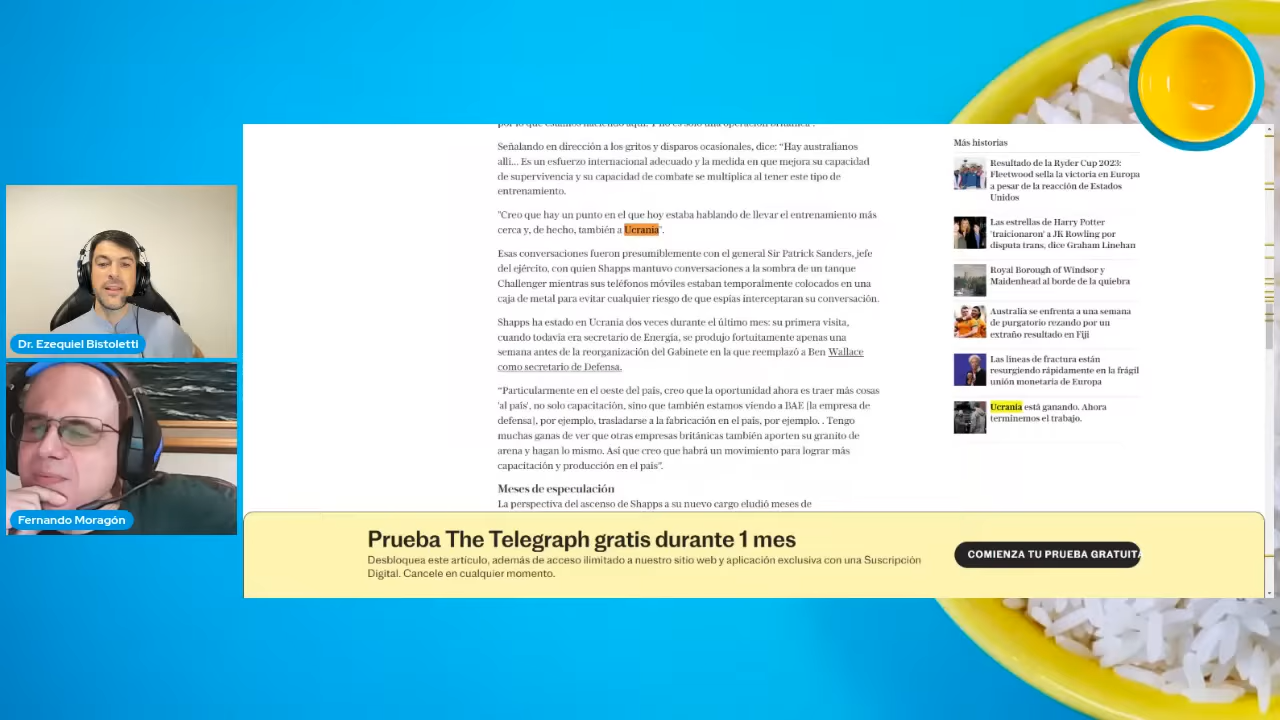 por lo que estamos haciendo aquí. Y no es solo una operación británica".
Señalando en dirección a los gritos y disparos ocasionales, dice: “Hay australianos
allí... Es un esfuerzo internacional adecuado y la medida en que mejora su capacidad
de supervivencia y su capacidad de combate se multiplica al tener este tipo de
entrenamiento.
"Creo que hay un punto en el que hoy estaba hablando de llevar el entrenamiento más
cerca y, de hecho, también a Ucrania".
Esas conversaciones fueron presumiblemente con el general Sir Patrick Sanders, jefe
del ejército, con quien Shapps mantuvo conversaciones a la sombra de un tanque
Challenger mientras sus teléfonos móviles estaban temporalmente colocados en una
caja de metal para evitar cualquier riesgo de que espías interceptaran su conversación.
Shapps ha estado en Ucrania dos veces durante el último mes: su primera visita,
cuando todavía era secretario de Energía, se produjo fortuitamente apenas una
semana antes de la reorganización del Gabinete en la que reemplazó a Ben Wallace
como secretario de Defensa.
“Particularmente en el oeste del país, creo que la oportunidad ahora es traer más cosas
'al país', no solo capacitación, sino que también estamos viendo a BAE [la empresa de
defensa], por ejemplo, trasladarse a la fabricación en el país, por ejemplo. . Tengo
muchas ganas de ver que otras empresas británicas también aporten su granito de
arena y hagan lo mismo. Así que creo que habrá un movimiento para lograr más
capacitación y producción en el país”.
Meses de especulación
La perspectiva del ascenso de Shapps a su nuevo cargo eludió meses de
Más historias
Resultado de la Ryder Cup 2023:
Fleetwood sella la victoria en Europa
a pesar de la reacción de Estados
Unidos
Las estrellas de Harry Potter
'traicionaron' a JK Rowling por
disputa trans, dice Graham Linehan
Royal Borough of Windsor y
Maidenhead al borde de la quiebra
Australia se enfrenta a una semana
de purgatorio rezando por un
extraño resultado en Fiji
Las líneas de fractura están
resurgiendo rápidamente en la frágil
unión monetaria de Europa
Ucrania está ganando. Ahora
terminemos el trabajo.
Dr. Ezequiel Bistoletti
Fernando Moragón
Prueba The Telegraph gratis durante 1 mes
Desbloquea este artículo, además de acceso ilimitado a nuestro sitio web y aplicación exclusiva con una Suscripción
Digital. Cancele en cualquier momento.
COMIENZA TU PRUEBA GRATUITA